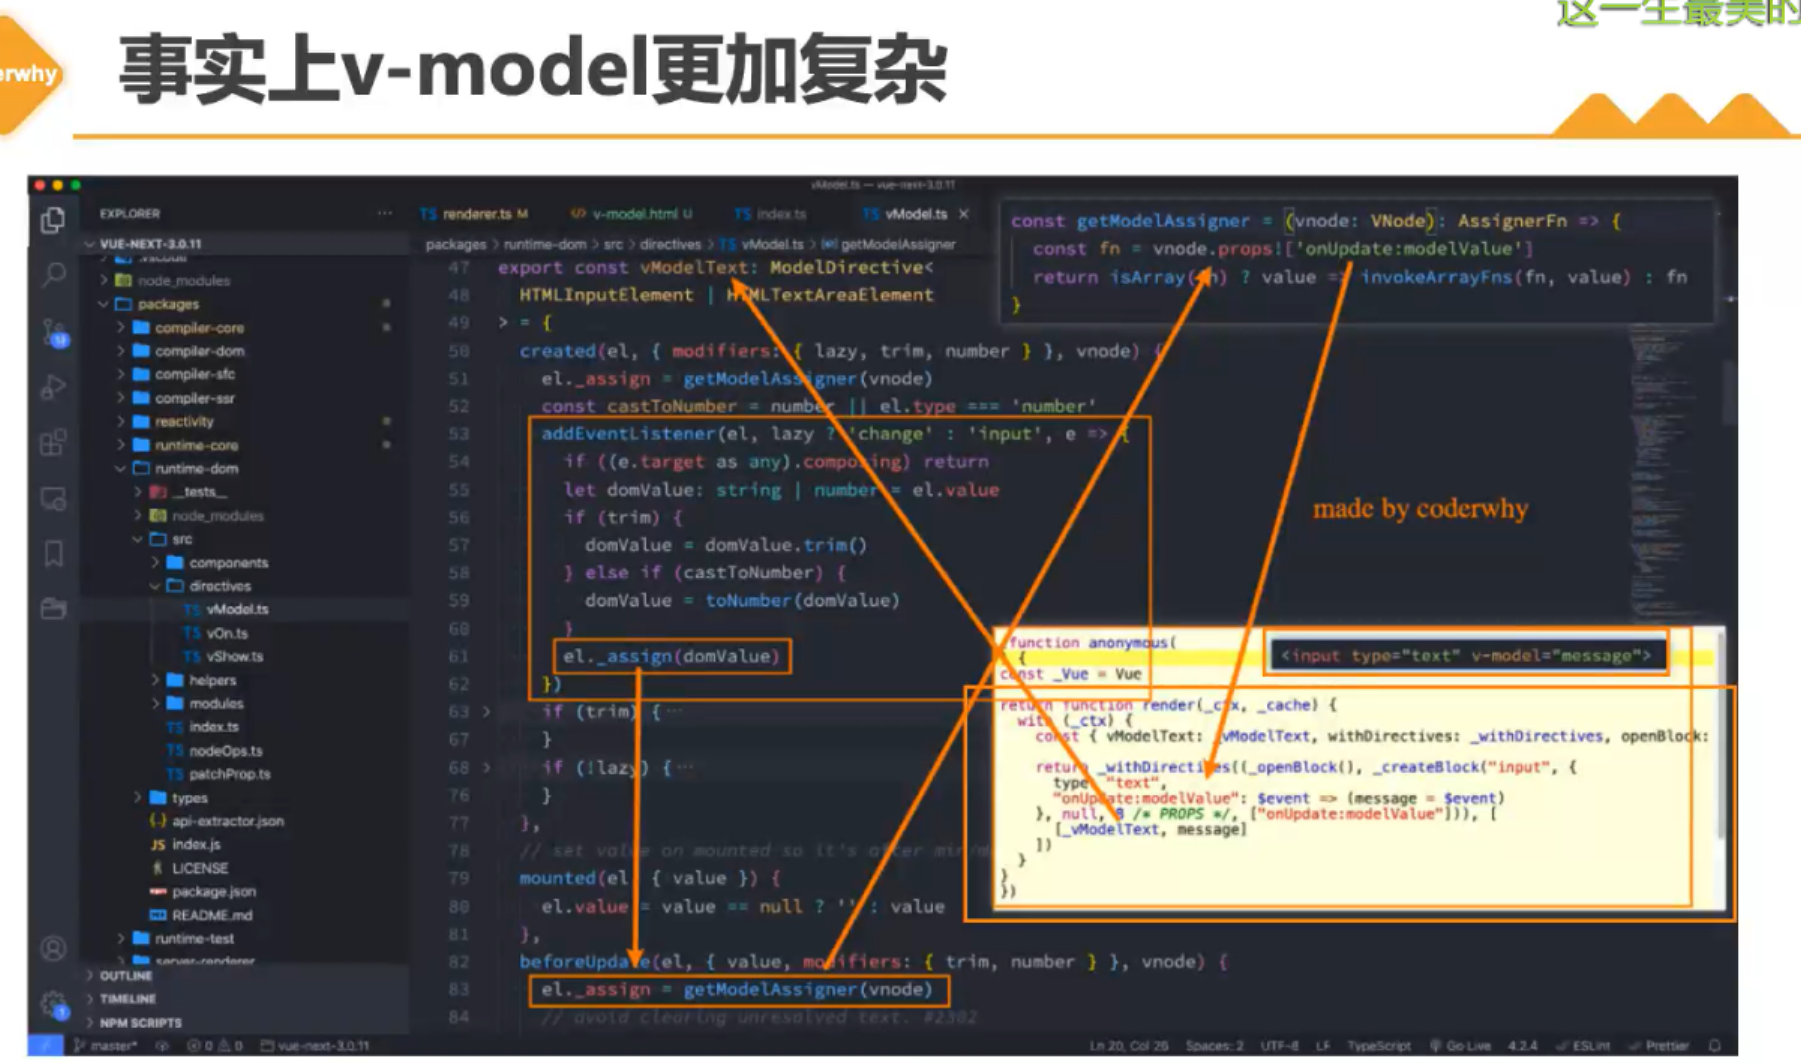 这一生最美的
erwhy
事实上v-model更加复杂
vModel.ts — vue-next-3.0.11
EXPLORER
VUE-NEXT-3.0.11
.vscode
node_modules
packages
compiler-core
compiler-dom
compiler-sfc
compiler-ssr
reactivity
runtime-core
runtime-dom
__tests__
node_modules
src
components
directives
vModel.ts
vOn.ts
vShow.ts
helpers
modules
index.ts
nodeOps.ts
patchProp.ts
types
api-extractor.json
index.js
LICENSE
package.json
README.md
runtime-test
server-renderer
OUTLINE
TIMELINE
NPM SCRIPTS
renderer.ts M
v-model.html U
index.ts
vModel.ts
packages > runtime-dom > src > directives > TS vModel.ts > getModelAssigner
47 export const vModelText: ModelDirective<
48 HTMLInputElement | HTMLTextAreaElement
49 > = {
50 created(el, { modifiers: { lazy, trim, number } }, vnode) {
51 el._assign = getModelAssigner(vnode)
52 const castToNumber = number || el.type === 'number'
53 addEventListener(el, lazy ? 'change' : 'input', e => {
54 if ((e.target as any).composing) return
55 let domValue: string | number = el.value
56 if (trim) {
57 domValue = domValue.trim()
58 } else if (castToNumber) {
59 domValue = toNumber(domValue)
60 }
61 el._assign(domValue)
62 })
63 if (trim) {···
67 }
68 if (!lazy) {···
76 }
77 },
78 // set value on mounted so it's after min/m
79 mounted(el, { value }) {
80 el.value = value == null ? '' : value
81 },
82 beforeUpdate(el, { value, modifiers: { trim, number } }, vnode) {
83 el._assign = getModelAssigner(vnode)
84 // avoid clearing unresolved text. #2302
const getModelAssigner = (vnode: VNode): AssignerFn => {
const fn = vnode.props!['onUpdate:modelValue']
return isArray(fn) ? value => invokeArrayFns(fn, value) : fn
}
made by coderwhy
<input type="text" v-model="message">
(function anonymous(
) {
const _Vue = Vue
return function render(_ctx, _cache) {
with (_ctx) {
const { vModelText: _vModelText, withDirectives: _withDirectives, openBlock:
return _withDirectives((_openBlock(), _createBlock("input", {
type: "text",
"onUpdate:modelValue": $event => (message = $event)
}, null, 8 /* PROPS */, ["onUpdate:modelValue"])), [
[_vModelText, message]
])
}
}
})
master* 0 0 vue-next-3.0.11 Ln 20, Col 26 Spaces: 2 UTF-8 LF TypeScript Go Live 4.2.4 ESLint Prettier